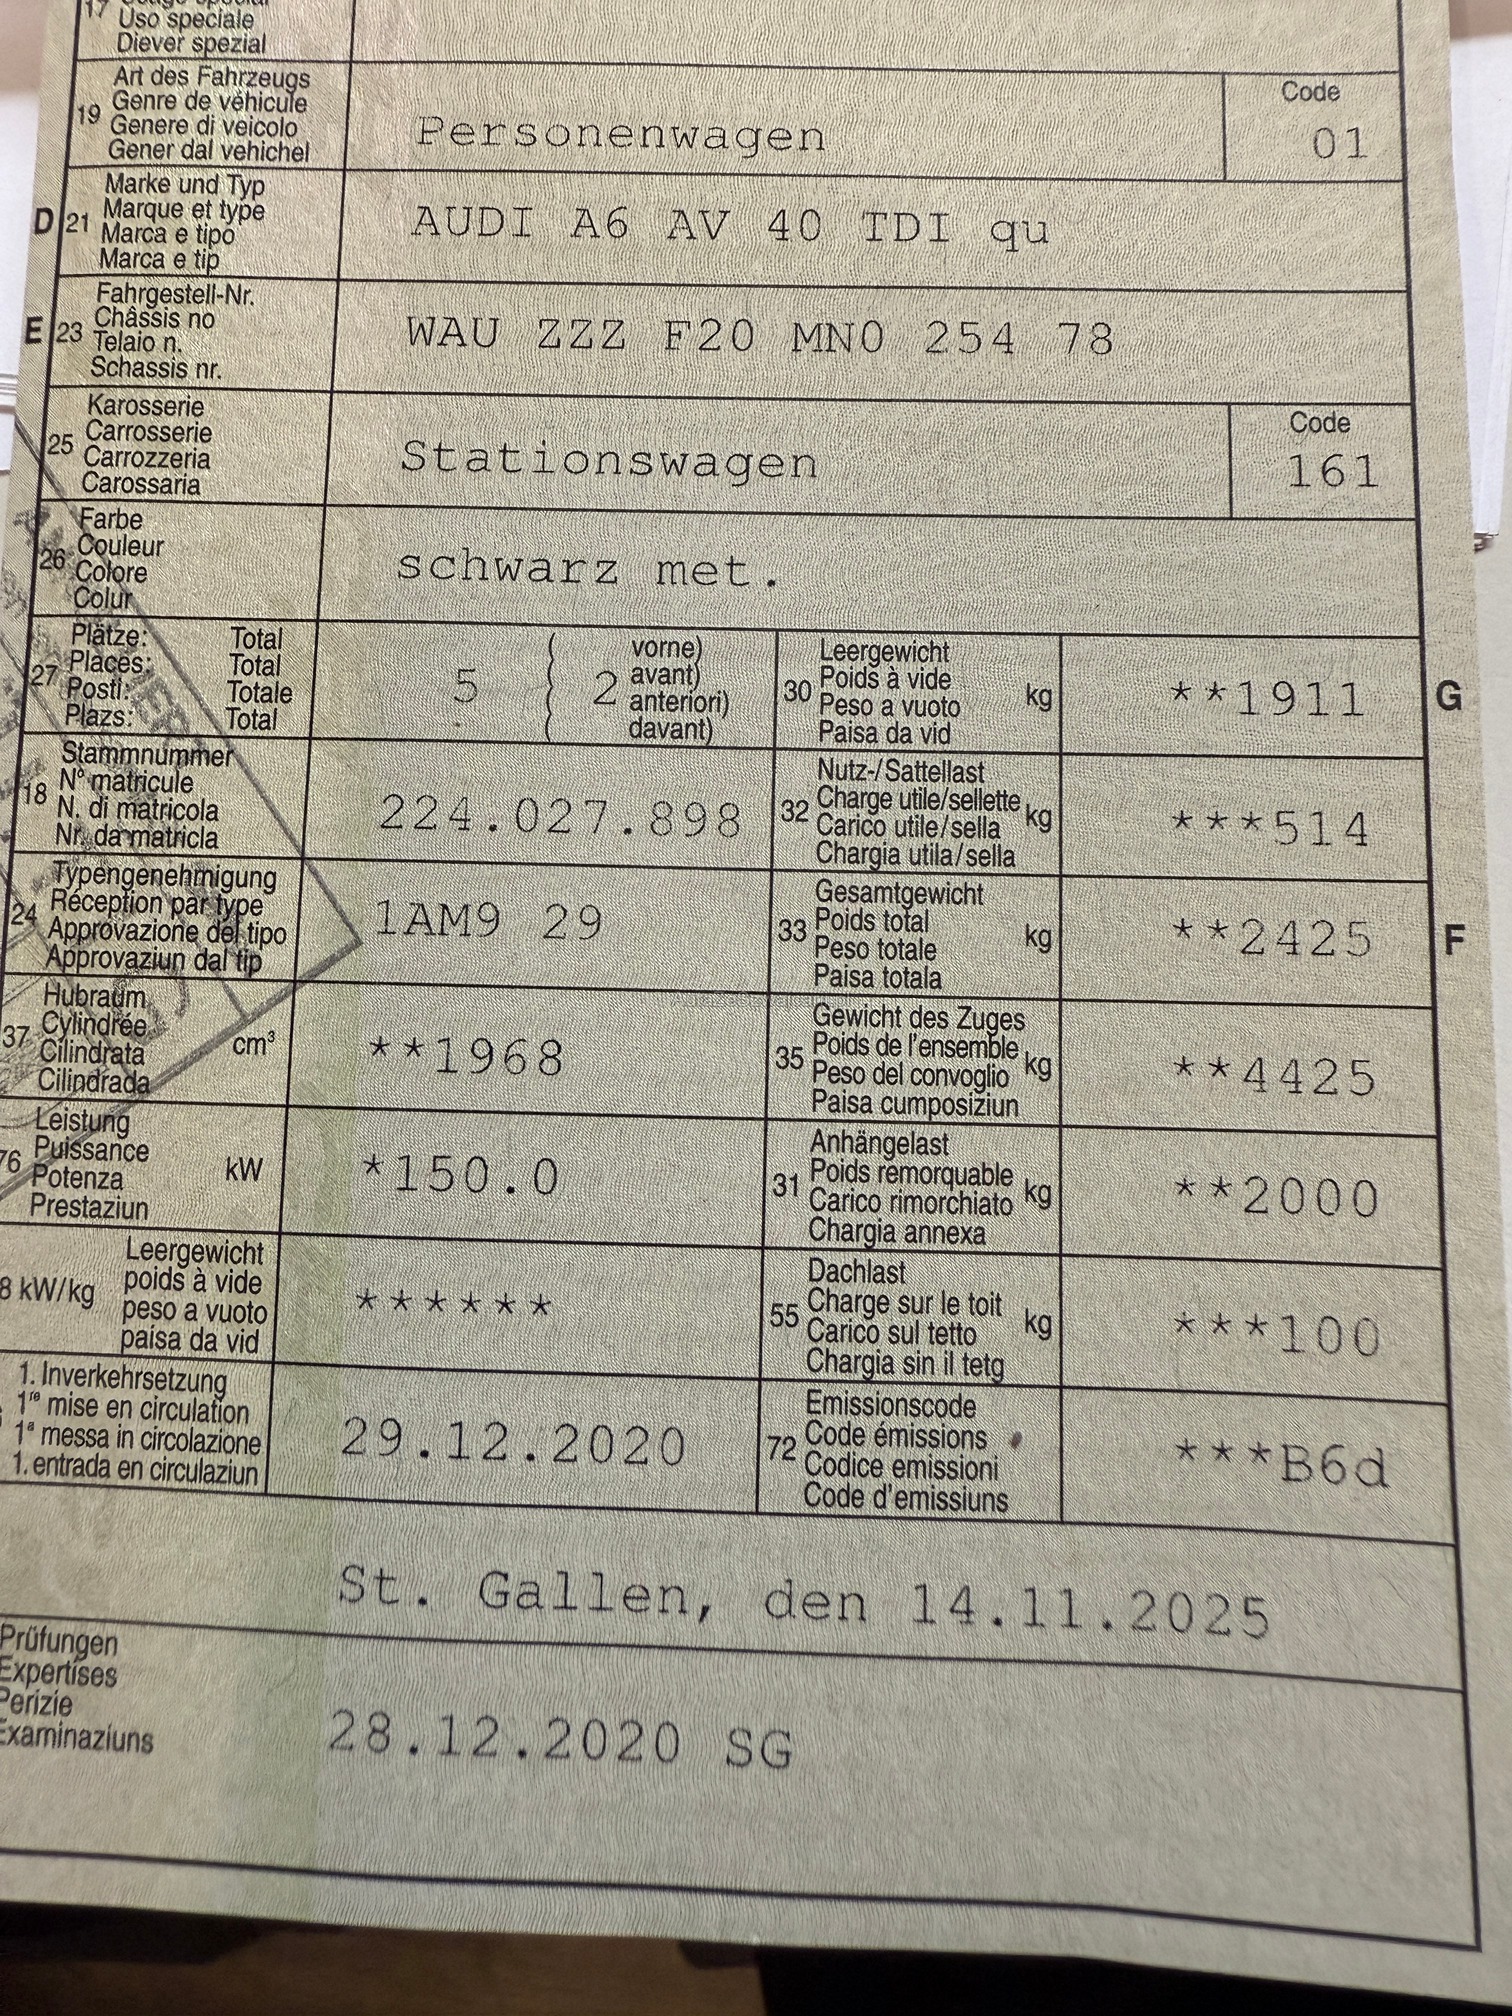 17 Uso speciale
Diever spezial
Art des Fahrzeugs
Genre de véhicule
19 Genere di veicolo
Gener dal vehichel
Personenwagen
Code
01
Marke und Typ
D 21 Marque et type
Marca e tipo
Marca e tip
AUDI A6 AV 40 TDI qu
Fahrgestell-Nr.
E 23 Châssis no
Telaio n.
Schassis nr.
WAU ZZZ F20 MN0 254 78
Karosserie
25 Carrosserie
Carrozzeria
Carossaria
Stationswagen
Code
161
Farbe
26 Couleur
Colore
Colur
schwarz met.
Plätze: Total
27 Places: Total
Posti: Totale
Plazs: Total
5 ( 2
vorne)
avant)
anteriori)
davant)
Leergewicht
30 Poids à vide
Peso a vuoto kg
Paisa da vid
**1911 G
Stammnummer
18 N° matricule
N. di matricola
Nr. da matricla
224.027.898
Nutz-/Sattellast
32 Charge utile/sellette kg
Carico utile/sella
Chargia utila/sella
***514
Typengenehmigung
24 Réception par type
Approvazione del tipo
Approvaziun dal tip
1AM9 29
Gesamtgewicht
33 Poids total
Peso totale kg
Paisa totala
**2425 F
Hubraum
37 Cylindrée
Cilindrata cm³
Cilindrada
**1968
Gewicht des Zuges
35 Poids de l'ensemble kg
Peso del convoglio
Paisa cumposiziun
**4425
Leistung
76 Puissance
Potenza kW
Prestaziun
*150.0
Anhängelast
31 Poids remorquable
Carico rimorchiato kg
Chargia annexa
**2000
Leergewicht
8 kW/kg poids à vide
peso a vuoto
paisa da vid
******
Dachlast
55 Charge sur le toit
Carico sul tetto kg
Chargia sin il tetg
***100
1. Inverkehrsetzung
1re mise en circulation
1a messa in circolazione
1. entrada en circulaziun
29.12.2020
Emissionscode
72 Code émissions
Codice emissioni
Code d'emissiuns
***B6d
St. Gallen, den 14.11.2025
Prüfungen
Expertises
Perizie
Examinaziuns
28.12.2020 SG